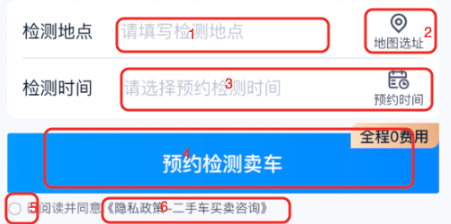 检测地点 请填写检测地点 1 2
地图选址
检测时间 请选择预约检测时间 3
预约时间
全程0费用
4
预约检测卖车
5 已阅读并同意《隐私政策-二手车买卖咨询》 6